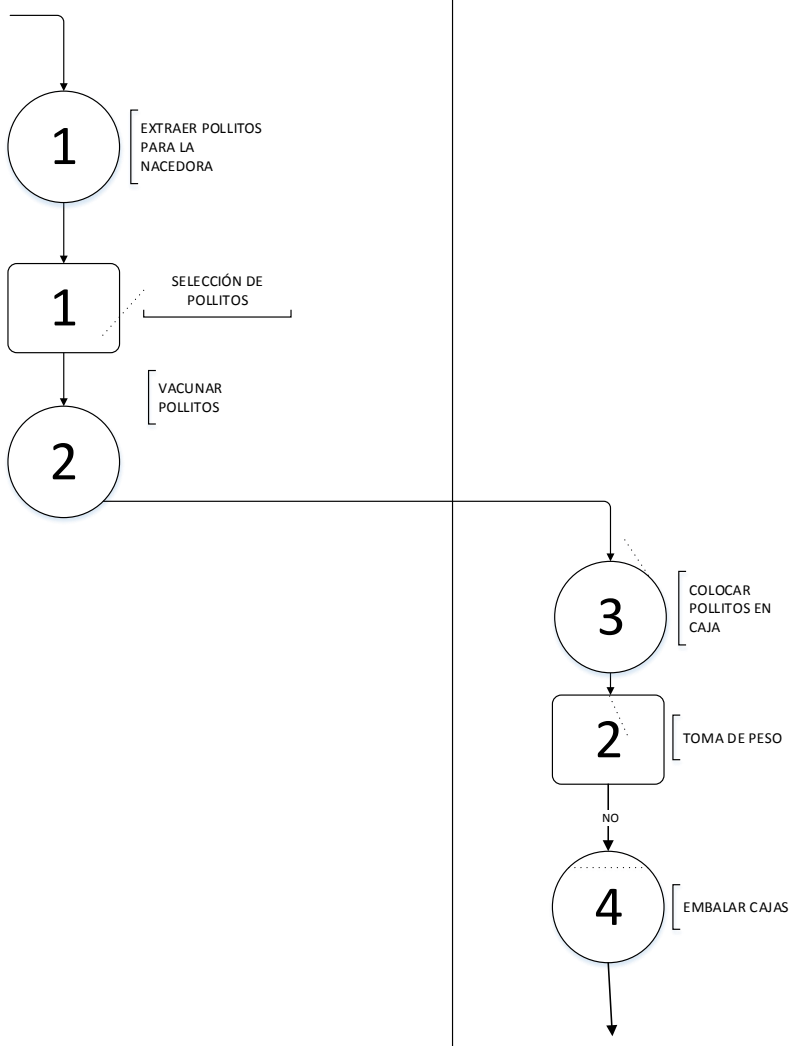 1
EXTRAER POLLITOS
PARA LA
NACEDORA
1
SELECCIÓN DE
POLLITOS
VACUNAR
POLLITOS
2
3
COLOCAR
POLLITOS EN
CAJA
2
TOMA DE PESO
NO
4
EMBALAR CAJAS